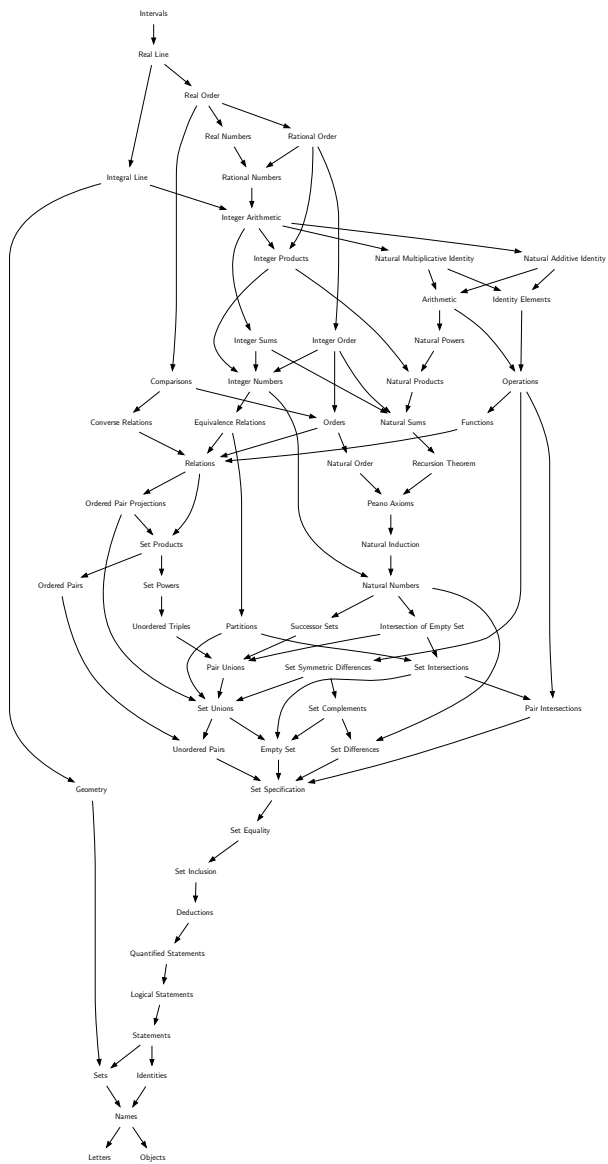 Intervals
Real Line
Real Order
Real Numbers
Rational Order
Integral Line
Rational Numbers
Integer Arithmetic
Integer Products
Natural Multiplicative Identity
Natural Additive Identity
Arithmetic
Identity Elements
Integer Sums
Integer Order
Natural Powers
Comparisons
Integer Numbers
Natural Products
Operations
Converse Relations
Equivalence Relations
Orders
Natural Sums
Functions
Relations
Natural Order
Recursion Theorem
Ordered Pair Projections
Peano Axioms
Set Products
Natural Induction
Ordered Pairs
Set Powers
Natural Numbers
Unordered Triples
Partitions
Successor Sets
Intersection of Empty Set
Pair Unions
Set Symmetric Differences
Set Intersections
Set Unions
Set Complements
Pair Intersections
Unordered Pairs
Empty Set
Set Differences
Geometry
Set Specification
Set Equality
Set Inclusion
Deductions
Quantified Statements
Logical Statements
Statements
Sets
Identities
Names
Letters
Objects